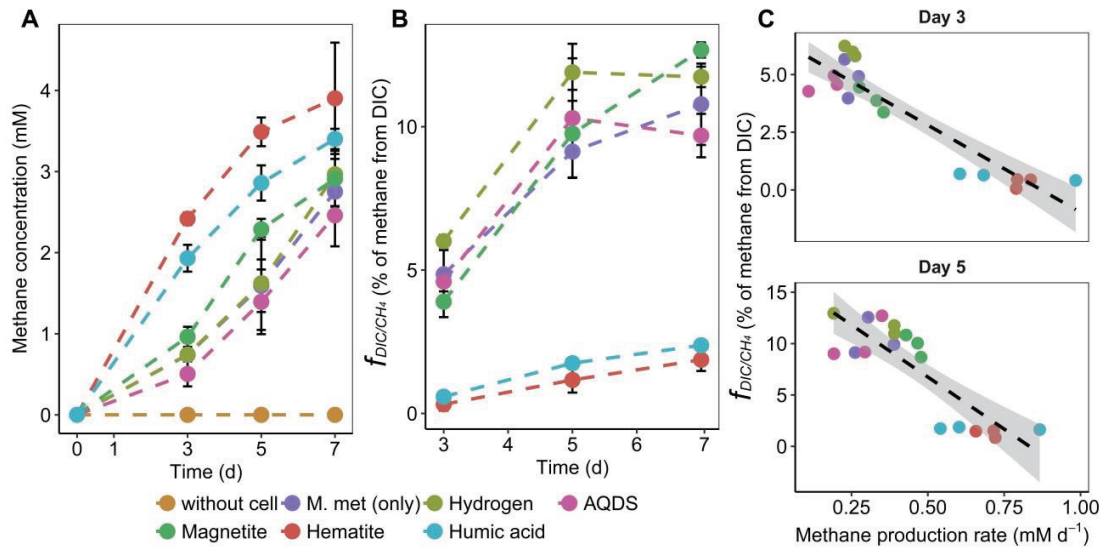 A
Methane concentration (mM)
4
3
2
1
0
0 1 3 5 7
Time (d)
B
fDIC/CH₄ (% of methane from DIC)
10
5
0
3 4 5 6 7
Time (d)
C
fDIC/CH₄ (% of methane from DIC)
Day 3
5.0
2.5
0.0
Day 5
15
10
5
0
0.25 0.50 0.75 1.00
Methane production rate (mM d⁻¹)
without cell M. met (only) Hydrogen AQDS
Magnetite Hematite Humic acid